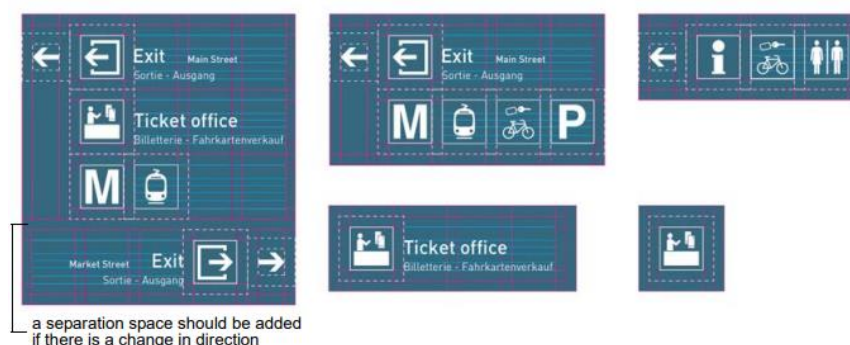 Exit Main Street
Sortie - Ausgang
Ticket office
Billetterie - Fahrkartenverkauf
M
Market Street Exit
Sortie - Ausgang
a separation space should be added
if there is a change in direction
Exit Main Street
Sortie - Ausgang
M P
Ticket office
Billetterie - Fahrkartenverkauf
i